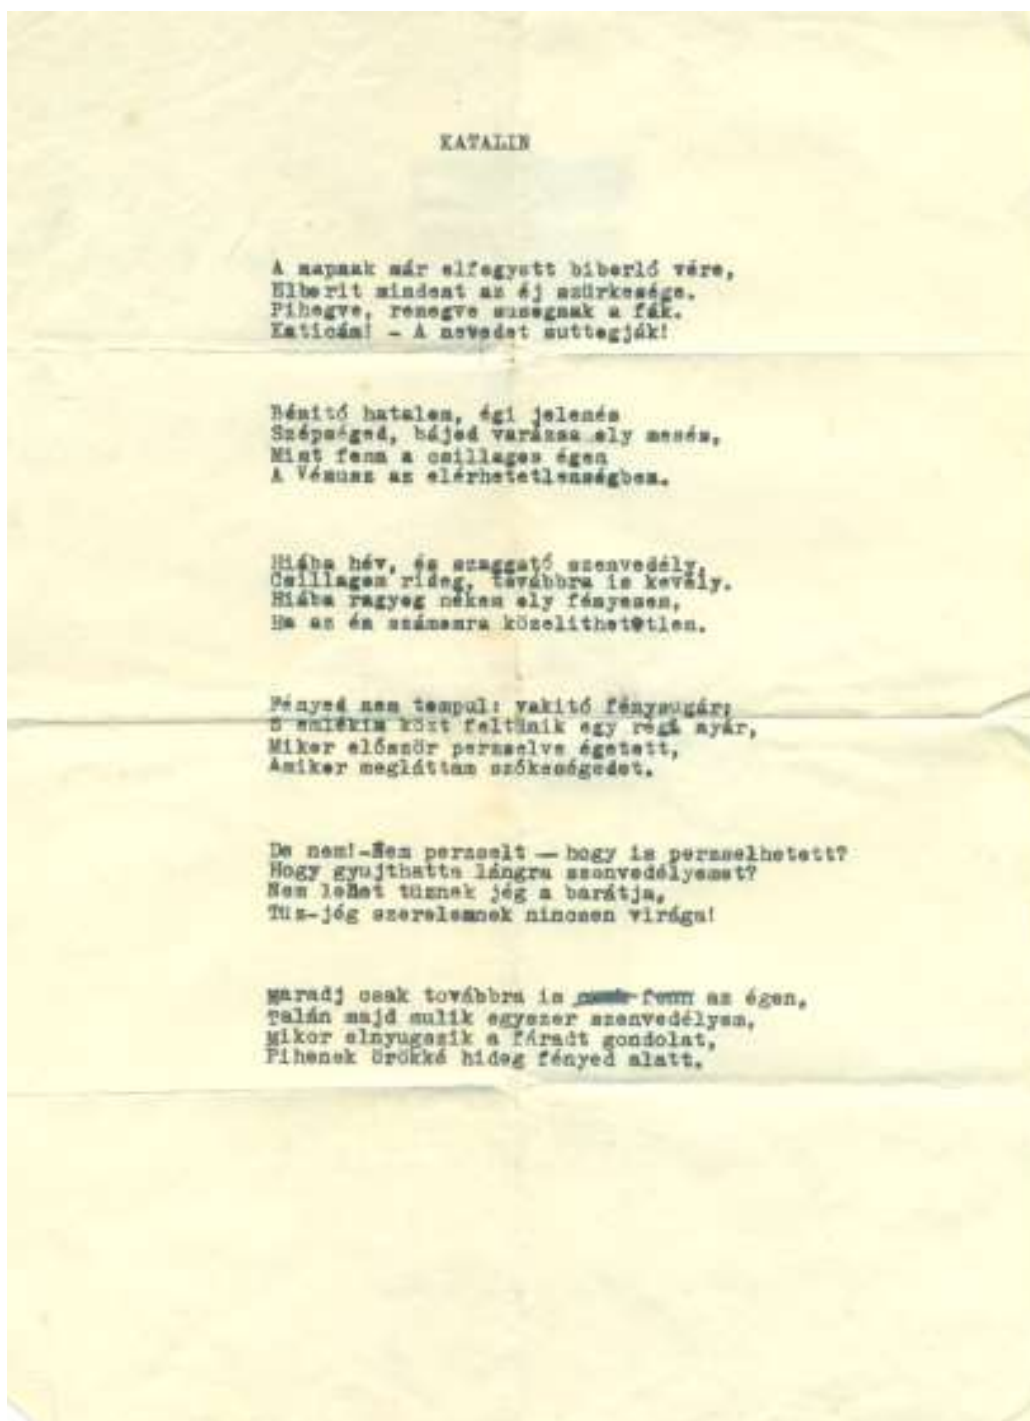 KATALIN
A napnak már elfogyott biborló vére,
Elborit mindent az éj szürkesége.
Pihegve, remegve susognak a fák.
Katicám! - A nevedet suttogják!
Bénitó hatalom, égi jelenés
Szépséged, bájed varázsa oly mesés,
Mint fenn a csillagos égen
A Vénusz az elérhetetlenségben.
Hiába hév, és szaggató szenvedély,
Csillagom rideg, továbbra is kevély.
Hiába ragyog nékem oly fényesen,
Ha az én számomra közelithetetlen.
Fényed nem tompul: vakitó fénysugár;
S emlékim közt feltünik egy régi nyár,
Mikor először perzselve égetett,
Amikor megláttam szőkeségedet.
De nem!-Nem perzselt — hogy is perzselhetett?
Hogy gyujthatta lángra szenvedélyemet?
Nem lehet tüznek jég a barátja,
Tüz-jég szerelemnek nincsen virága!
Maradj csak továbbra is csak fenn az égen,
Talán majd mulik egyszer szenvedélyem,
Mikor elnyugszik a fáradt gondolat,
Pihenek örökké hideg fényed alatt.